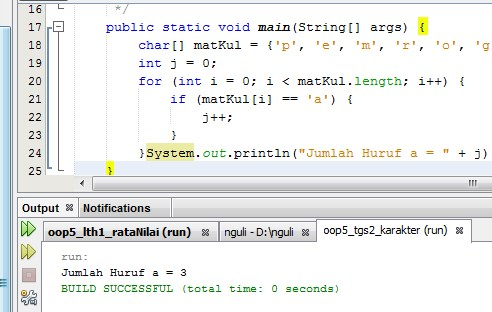 16 */
17 public static void main(String[] args) {
18 char[] matKul = {'p', 'e', 'm', 'r', 'o', 'g
19 int j = 0;
20 for (int i = 0; i < matKul.length; i++) {
21 if (matKul[i] == 'a') {
22 j++;
23 }
24 }System.out.println("Jumlah Huruf a = " + j)
25 }
Output Notifications
oop5_lth1_rataNilai (run) nguli - D:\nguli oop5_tgs2_karakter (run)
run:
Jumlah Huruf a = 3
BUILD SUCCESSFUL (total time: 0 seconds)